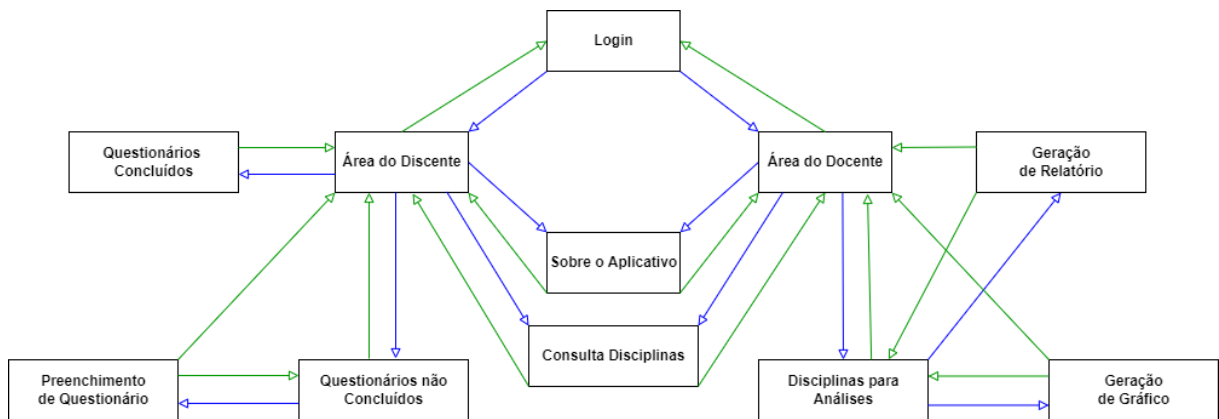 Login
Questionários
Concluídos
Área do Discente
Área do Docente
Geração
de Relatório
Sobre o Aplicativo
Consulta Disciplinas
Preenchimento
de Questionário
Questionários não
Concluídos
Disciplinas para
Análises
Geração
de Gráfico